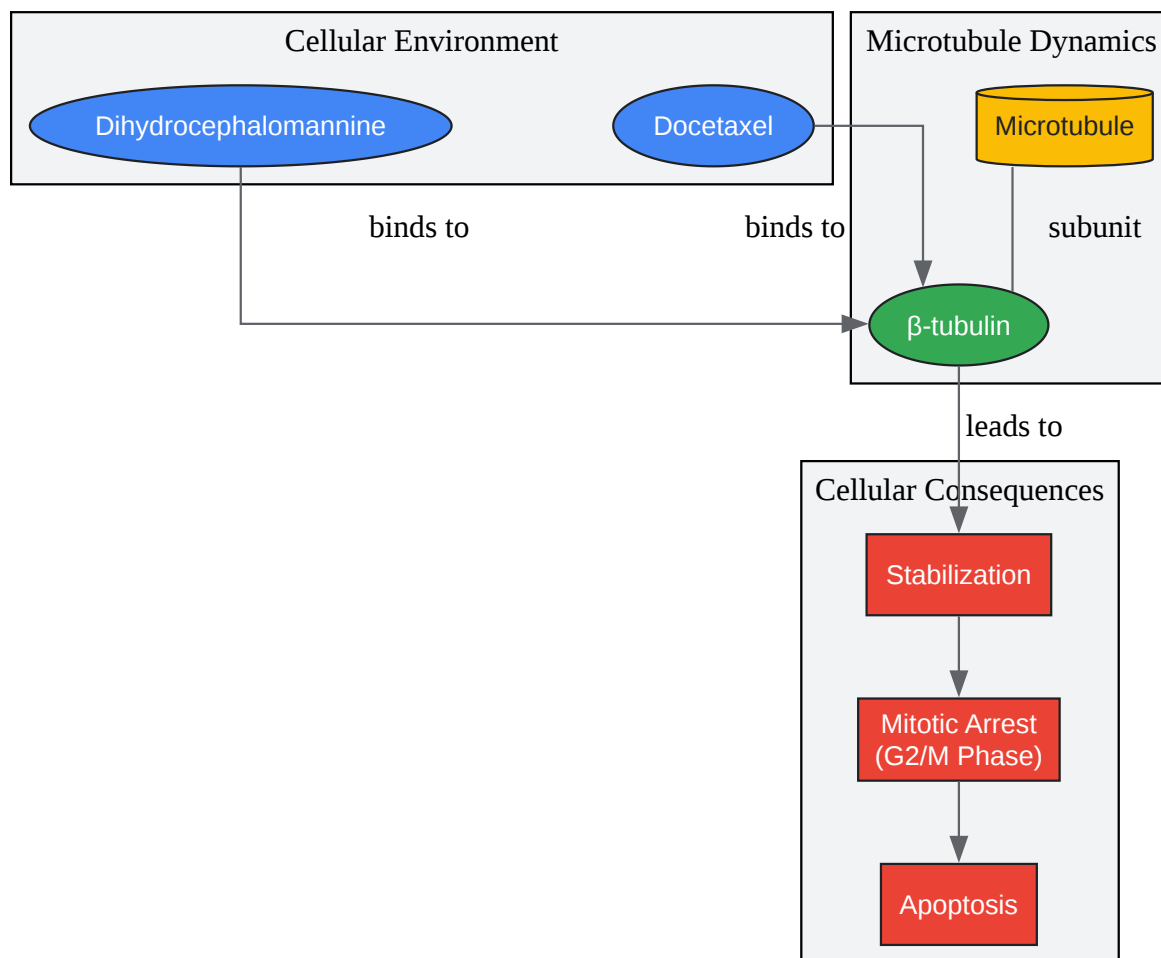 Cellular Environment
Microtubule Dynamics
Dihydrocephalomannine
Docetaxel
Microtubule
binds to
binds to
subunit
β-tubulin
leads to
Cellular Consequences
Stabilization
Mitotic Arrest
(G2/M Phase)
Apoptosis